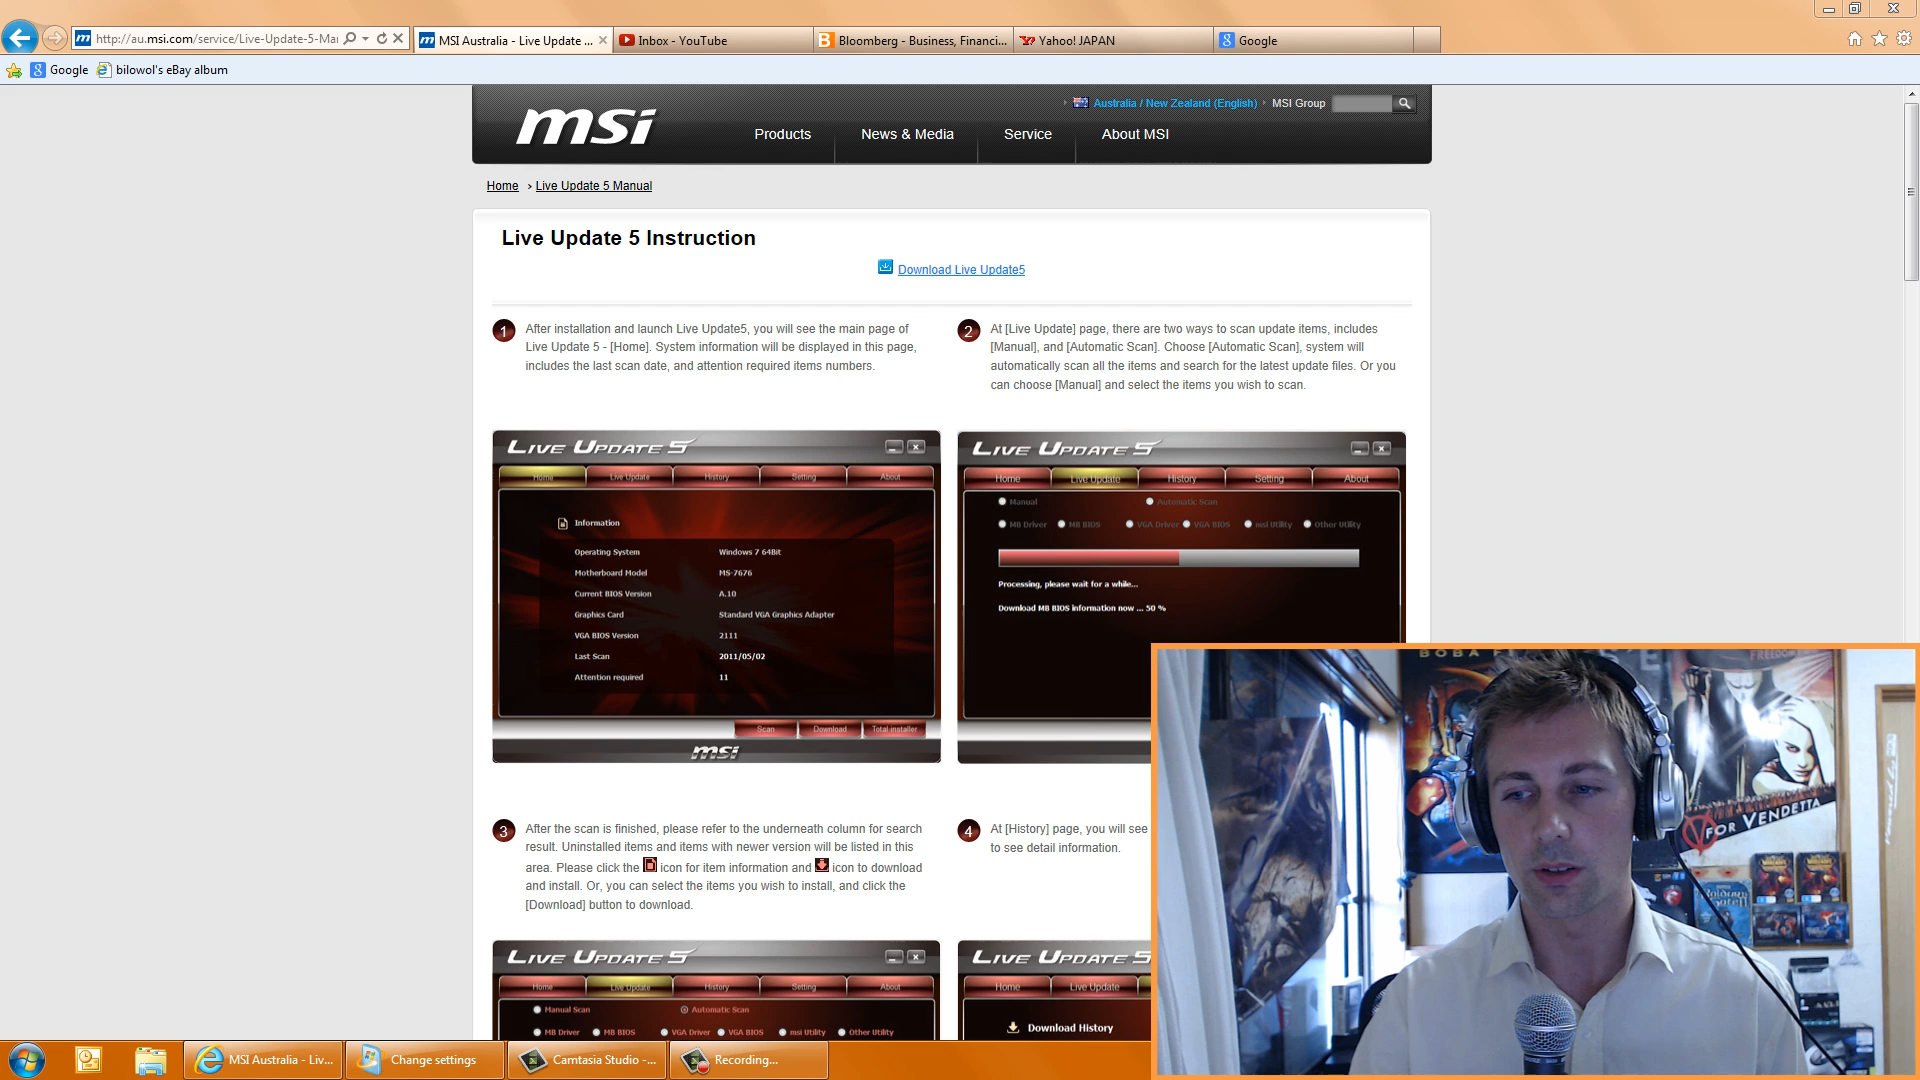 http://au.msi.com/service/Live-Update-5-Ma
MSI Australia - Live Update ...
Inbox - YouTube
Bloomberg - Business, Financi...
Yahoo! JAPAN
Google
Google
bilowol's eBay album
msi
Australia / New Zealand (English)
MSI Group
Products
News & Media
Service
About MSI
Home › Live Update 5 Manual
Live Update 5 Instruction
Download Live Update5
1
After installation and launch Live Update5, you will see the main page of
Live Update 5 - [Home]. System information will be displayed in this page,
includes the last scan date, and attention required items numbers.
2
At [Live Update] page, there are two ways to scan update items, includes
[Manual], and [Automatic Scan]. Choose [Automatic Scan], system will
automatically scan all the items and search for the latest update files. Or you
can choose [Manual] and select the items you wish to scan.
LIVE UPDATE 5
Home Live Update History Setting About
Information
Operating System Windows 7 64Bit
Motherboard Model MS-7676
Current BIOS Version A.10
Graphics Card Standard VGA Graphics Adapter
VGA BIOS Version 2111
Last Scan 2011/05/02
Attention required 11
Scan Download Total installer
msi
LIVE UPDATE 5
Home Live Update History Setting About
Manual Automatic Scan
MB Driver MB BIOS VGA Driver VGA BIOS msi Utility Other Utility
Processing, please wait for a while...
Download MB BIOS information now ... 50 %
3
After the scan is finished, please refer to the underneath column for search
result. Uninstalled items and items with newer version will be listed in this
area. Please click the icon for item information and icon to download
and install. Or, you can select the items you wish to install, and click the
[Download] button to download.
4
At [History] page, you will see
to see detail information.
LIVE UPDATE 5
Home Live Update History Setting About
Manual Scan Automatic Scan
MB Driver MB BIOS VGA Driver VGA BIOS msi Utility Other Utility
LIVE UPDATE 5
Home Live Update
Download History
BOBA F
FREEDOM
V FOR VENDETTA
MSI Australia - Liv...
Change settings
Camtasia Studio -...
Recording...